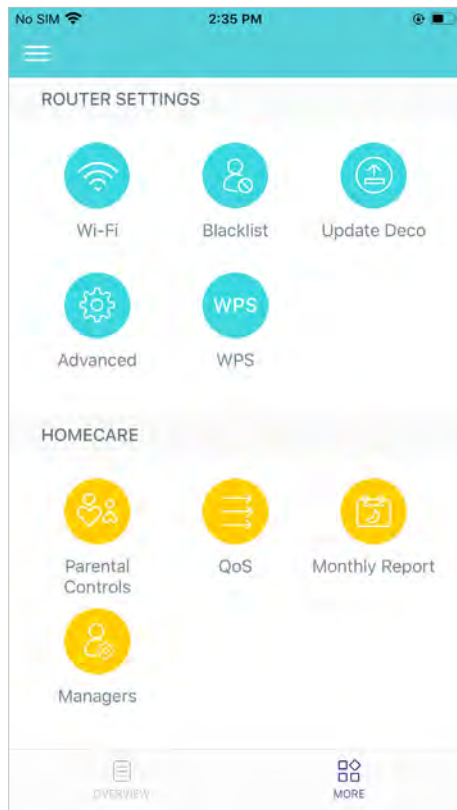 No SIM 2:35 PM
ROUTER SETTINGS
Wi-Fi Blacklist Update Deco
WPS
Advanced WPS
HOMECARE
Parental Controls QoS Monthly Report
Managers
OVERVIEW MORE